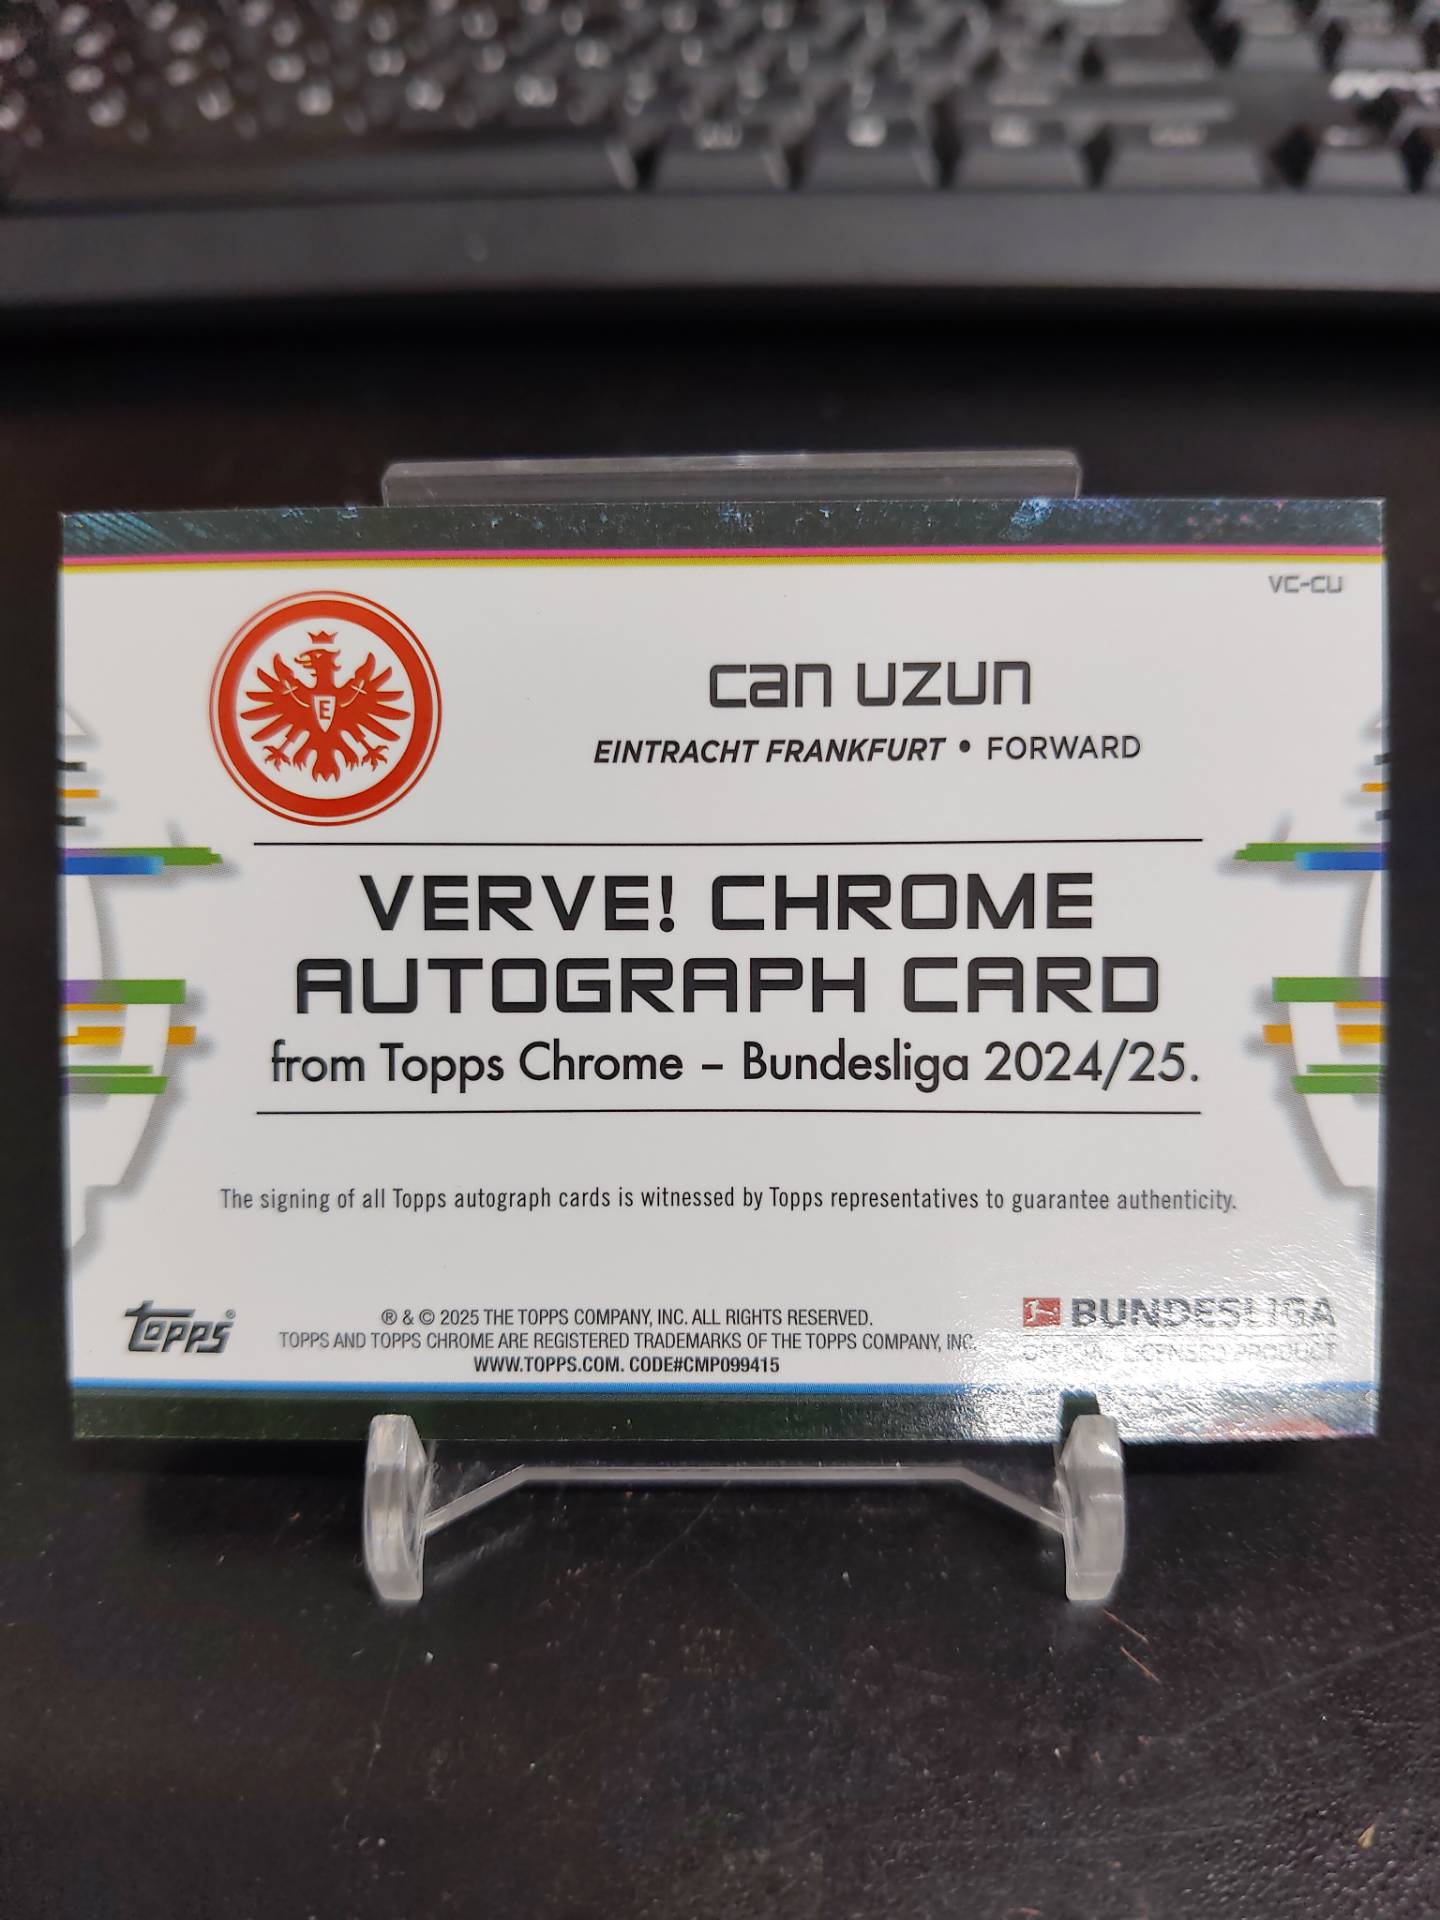 VC-CU
Can Uzun
EINTRACHT FRANKFURT • FORWARD
E
VERVE! CHROME
AUTOGRAPH CARD
from Topps Chrome – Bundesliga 2024/25.
The signing of all Topps autograph cards is witnessed by Topps representatives to guarantee authenticity.
Topps®
® & © 2025 THE TOPPS COMPANY, INC. ALL RIGHTS RESERVED.
TOPPS AND TOPPS CHROME ARE REGISTERED TRADEMARKS OF THE TOPPS COMPANY, INC.
WWW.TOPPS.COM. CODE#CMP099415
BUNDESLIGA
OFFICIAL LICENSED PRODUCT